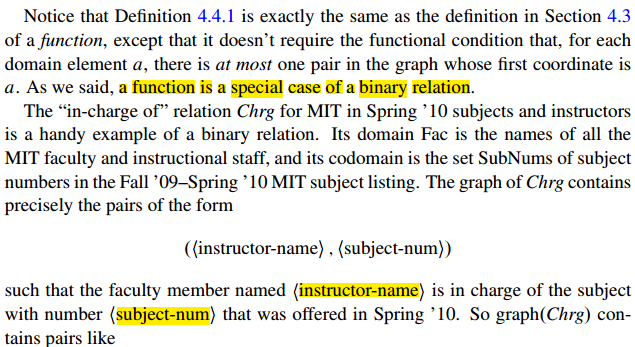 Notice that Definition 4.4.1 is exactly the same as the definition in Section 4.3
of a function, except that it doesn't require the functional condition that, for each
domain element a, there is at most one pair in the graph whose first coordinate is
a. As we said, a function is a special case of a binary relation.
The “in-charge of” relation Chrg for MIT in Spring ’10 subjects and instructors
is a handy example of a binary relation. Its domain Fac is the names of all the
MIT faculty and instructional staff, and its codomain is the set SubNums of subject
numbers in the Fall ’09–Spring ’10 MIT subject listing. The graph of Chrg contains
precisely the pairs of the form
(⟨instructor-name⟩ , ⟨subject-num⟩)
such that the faculty member named ⟨instructor-name⟩ is in charge of the subject
with number ⟨subject-num⟩ that was offered in Spring ’10. So graph(Chrg) con-
tains pairs like